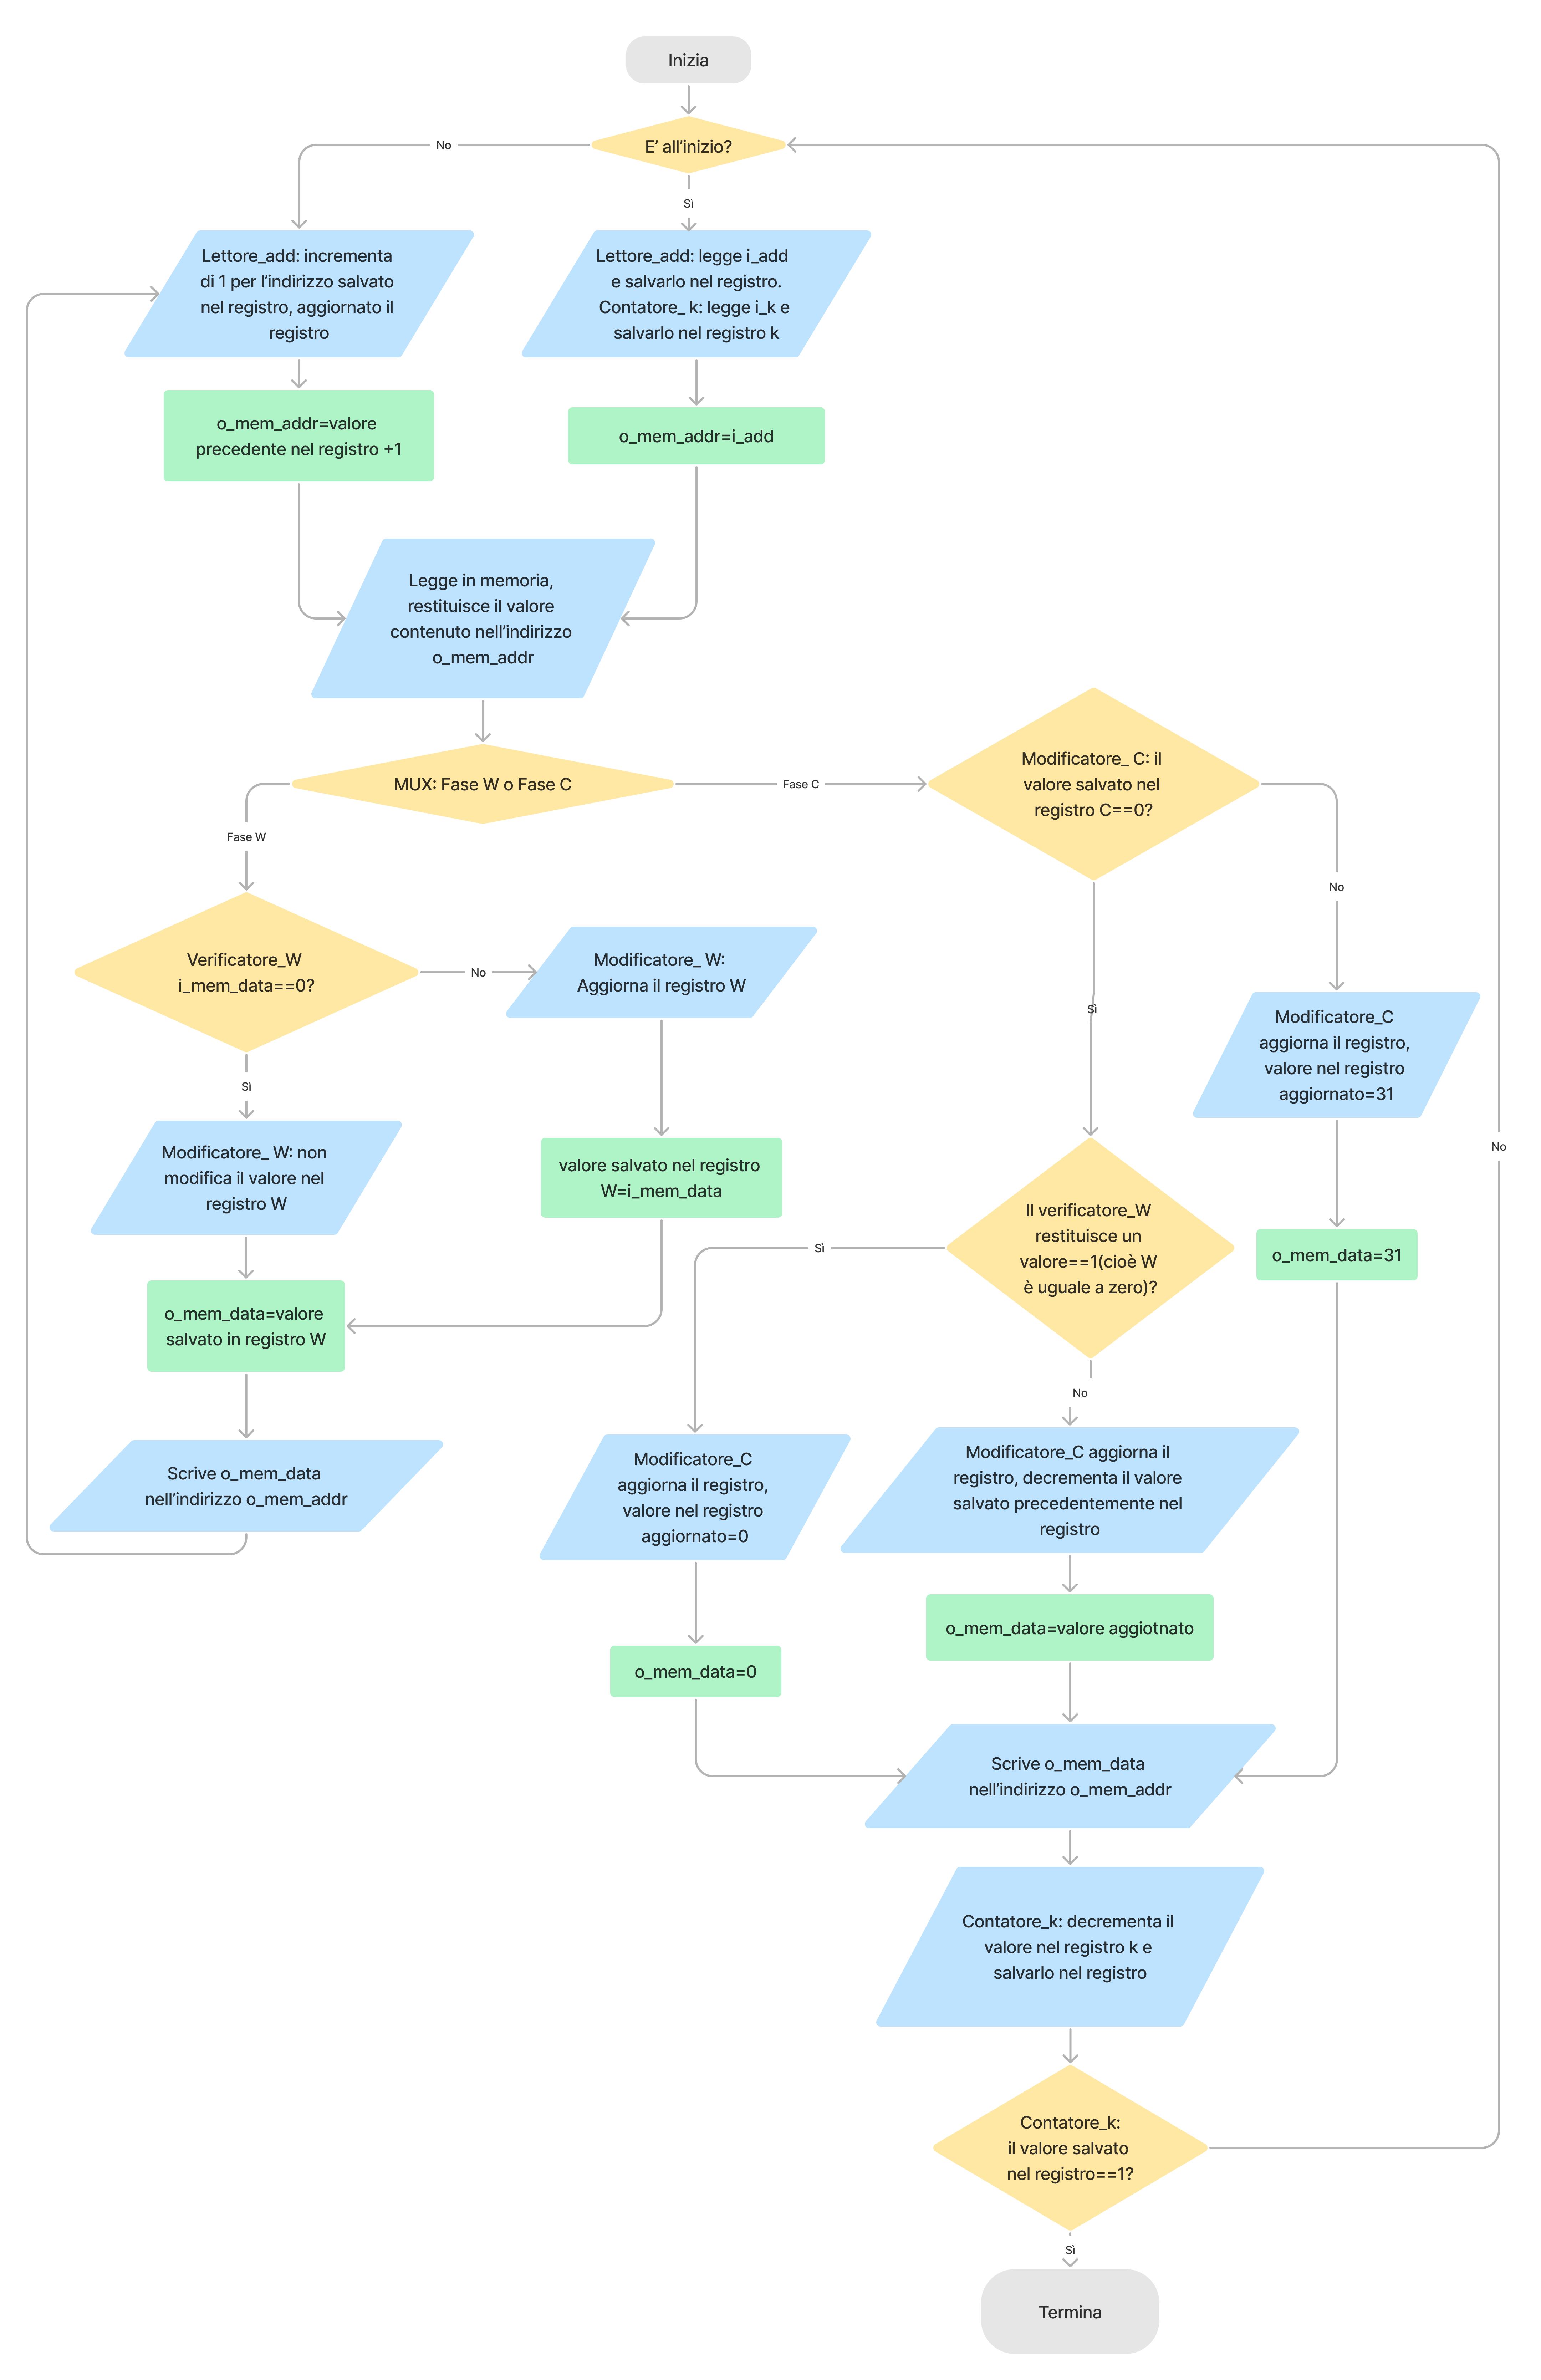 Inizia
E’ all’inizio?
No
Sì
Lettore_add: incrementa
di 1 per l’indirizzo salvato
nel registro, aggiornato il
registro
Lettore_add: legge i_add
e salvarlo nel registro.
Contatore_ k: legge i_k e
salvarlo nel registro k
o_mem_addr=valore
precedente nel registro +1
o_mem_addr=i_add
Legge in memoria,
restituisce il valore
contenuto nell’indirizzo
o_mem_addr
MUX: Fase W o Fase C
Fase C
Fase W
Modificatore_ C: il
valore salvato nel
registro C==0?
No
Sì
Verificatore_W
i_mem_data==0?
No
Modificatore_ W:
Aggiorna il registro W
Sì
Modificatore_ W: non
modifica il valore nel
registro W
valore salvato nel registro
W=i_mem_data
o_mem_data=valore
salvato in registro W
Scrive o_mem_data
nell’indirizzo o_mem_addr
Modificatore_C
aggiorna il registro,
valore nel registro
aggiornato=31
o_mem_data=31
Il verificatore_W
restituisce un
valore==1(cioè W
è uguale a zero)?
Sì
No
Modificatore_C
aggiorna il registro,
valore nel registro
aggiornato=0
o_mem_data=0
Modificatore_C aggiorna il
registro, decrementa il valore
salvato precedentemente nel
registro
o_mem_data=valore aggiotnato
Scrive o_mem_data
nell’indirizzo o_mem_addr
Contatore_k: decrementa il
valore nel registro k e
salvarlo nel registro
Contatore_k:
il valore salvato
nel registro==1?
No
Sì
Termina